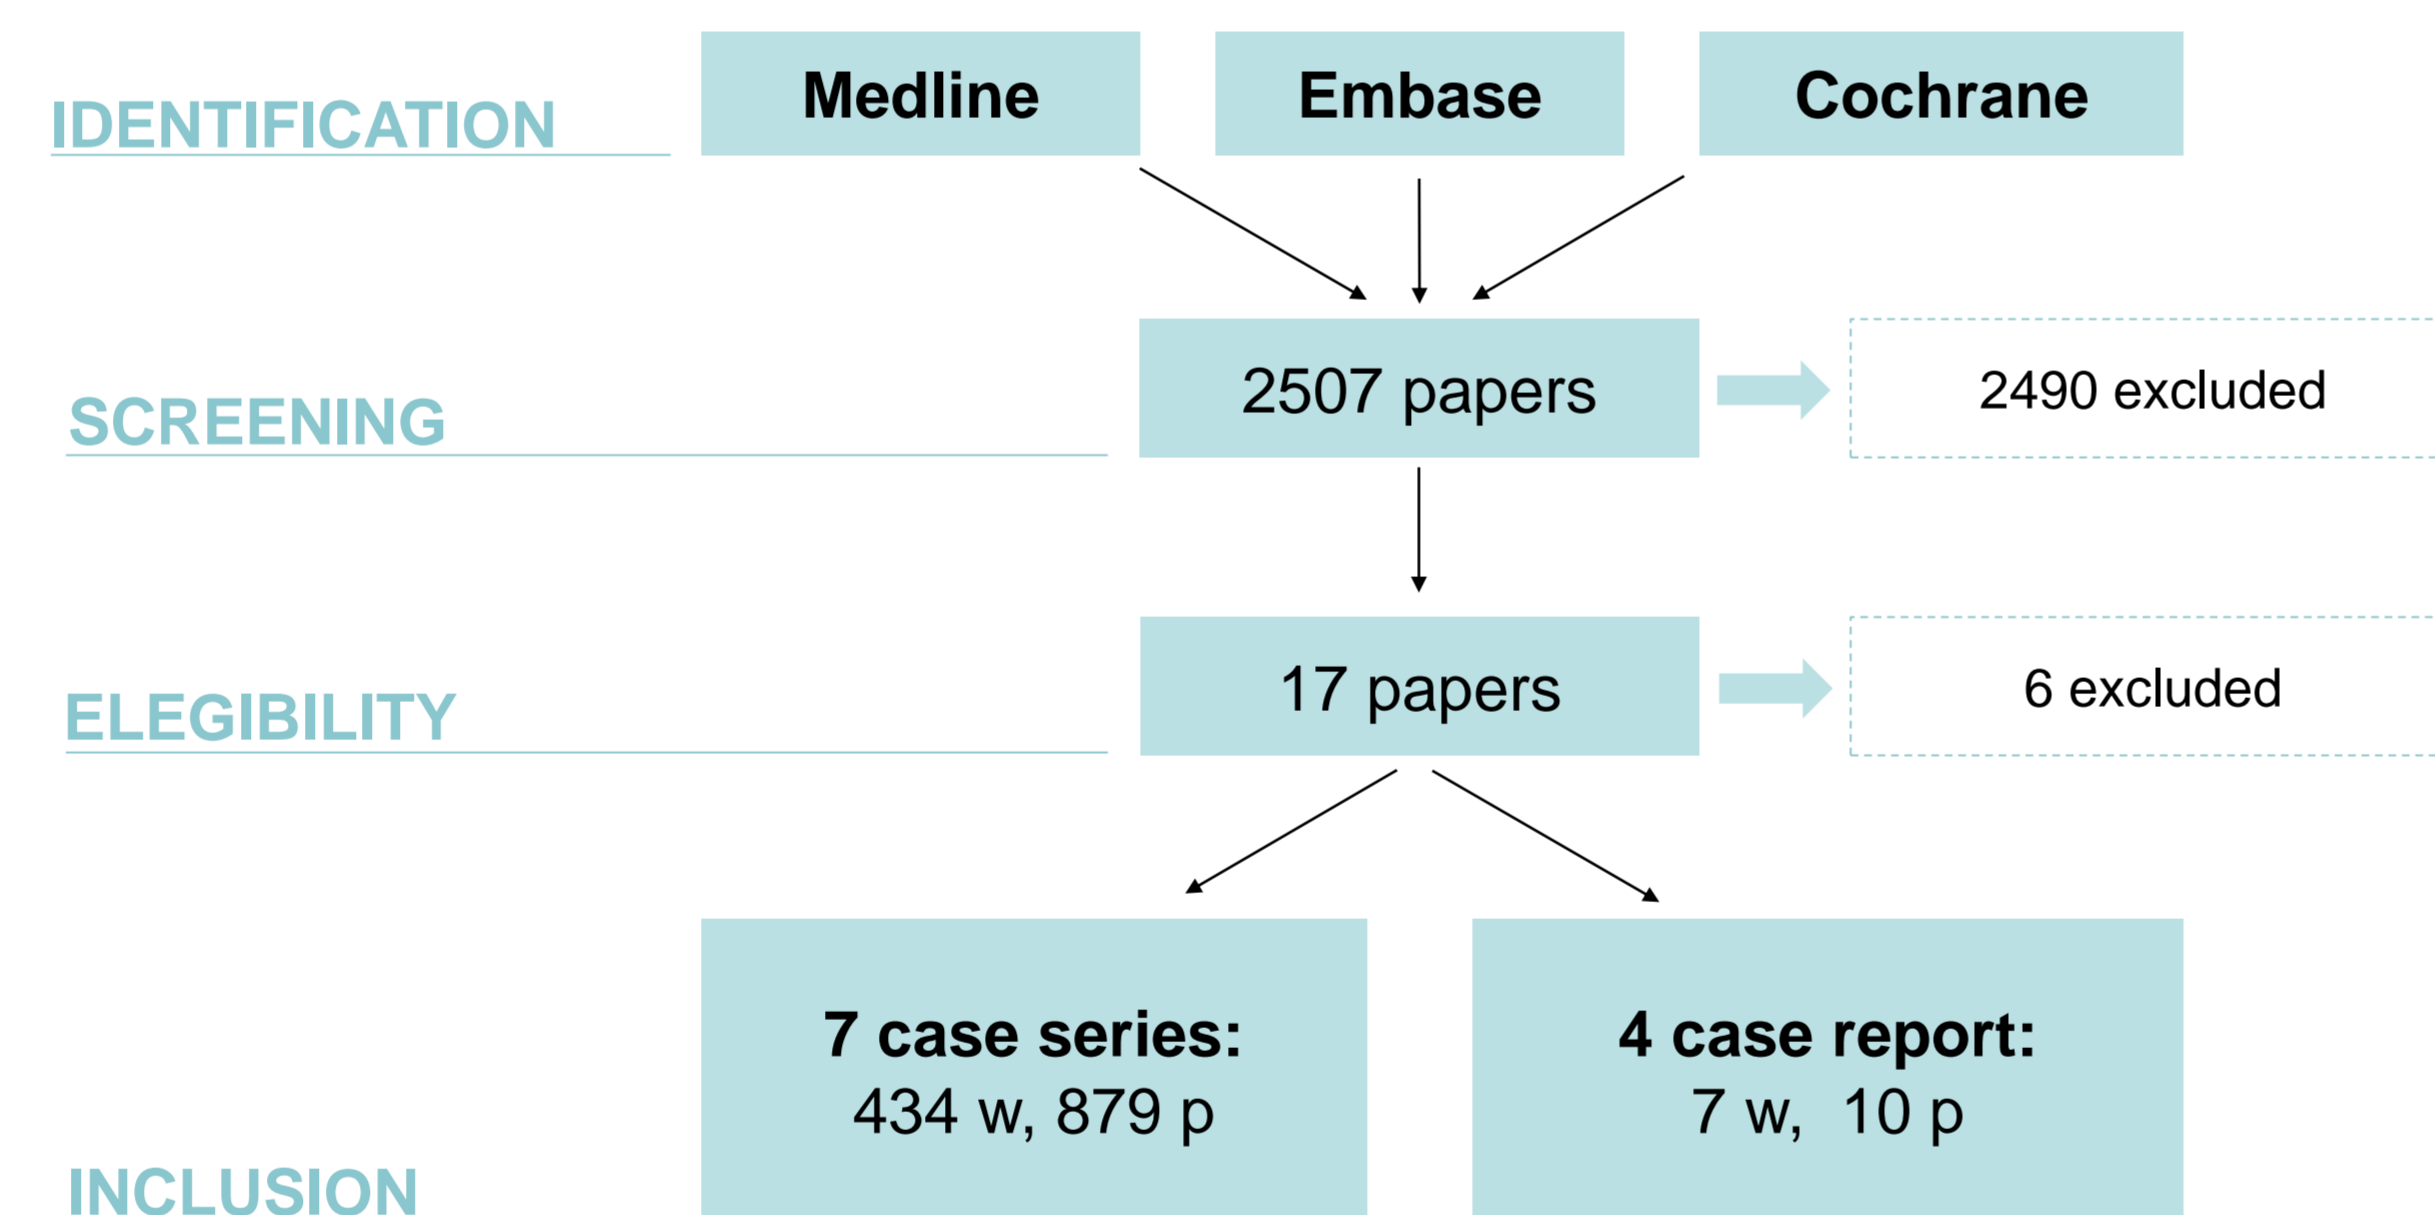 IDENTIFICATION
Medline
Embase
Cochrane
SCREENING
2507 papers
2490 excluded
ELEGIBILITY
17 papers
6 excluded
7 case series:
434 w, 879 p
4 case report:
7 w, 10 p
INCLUSION